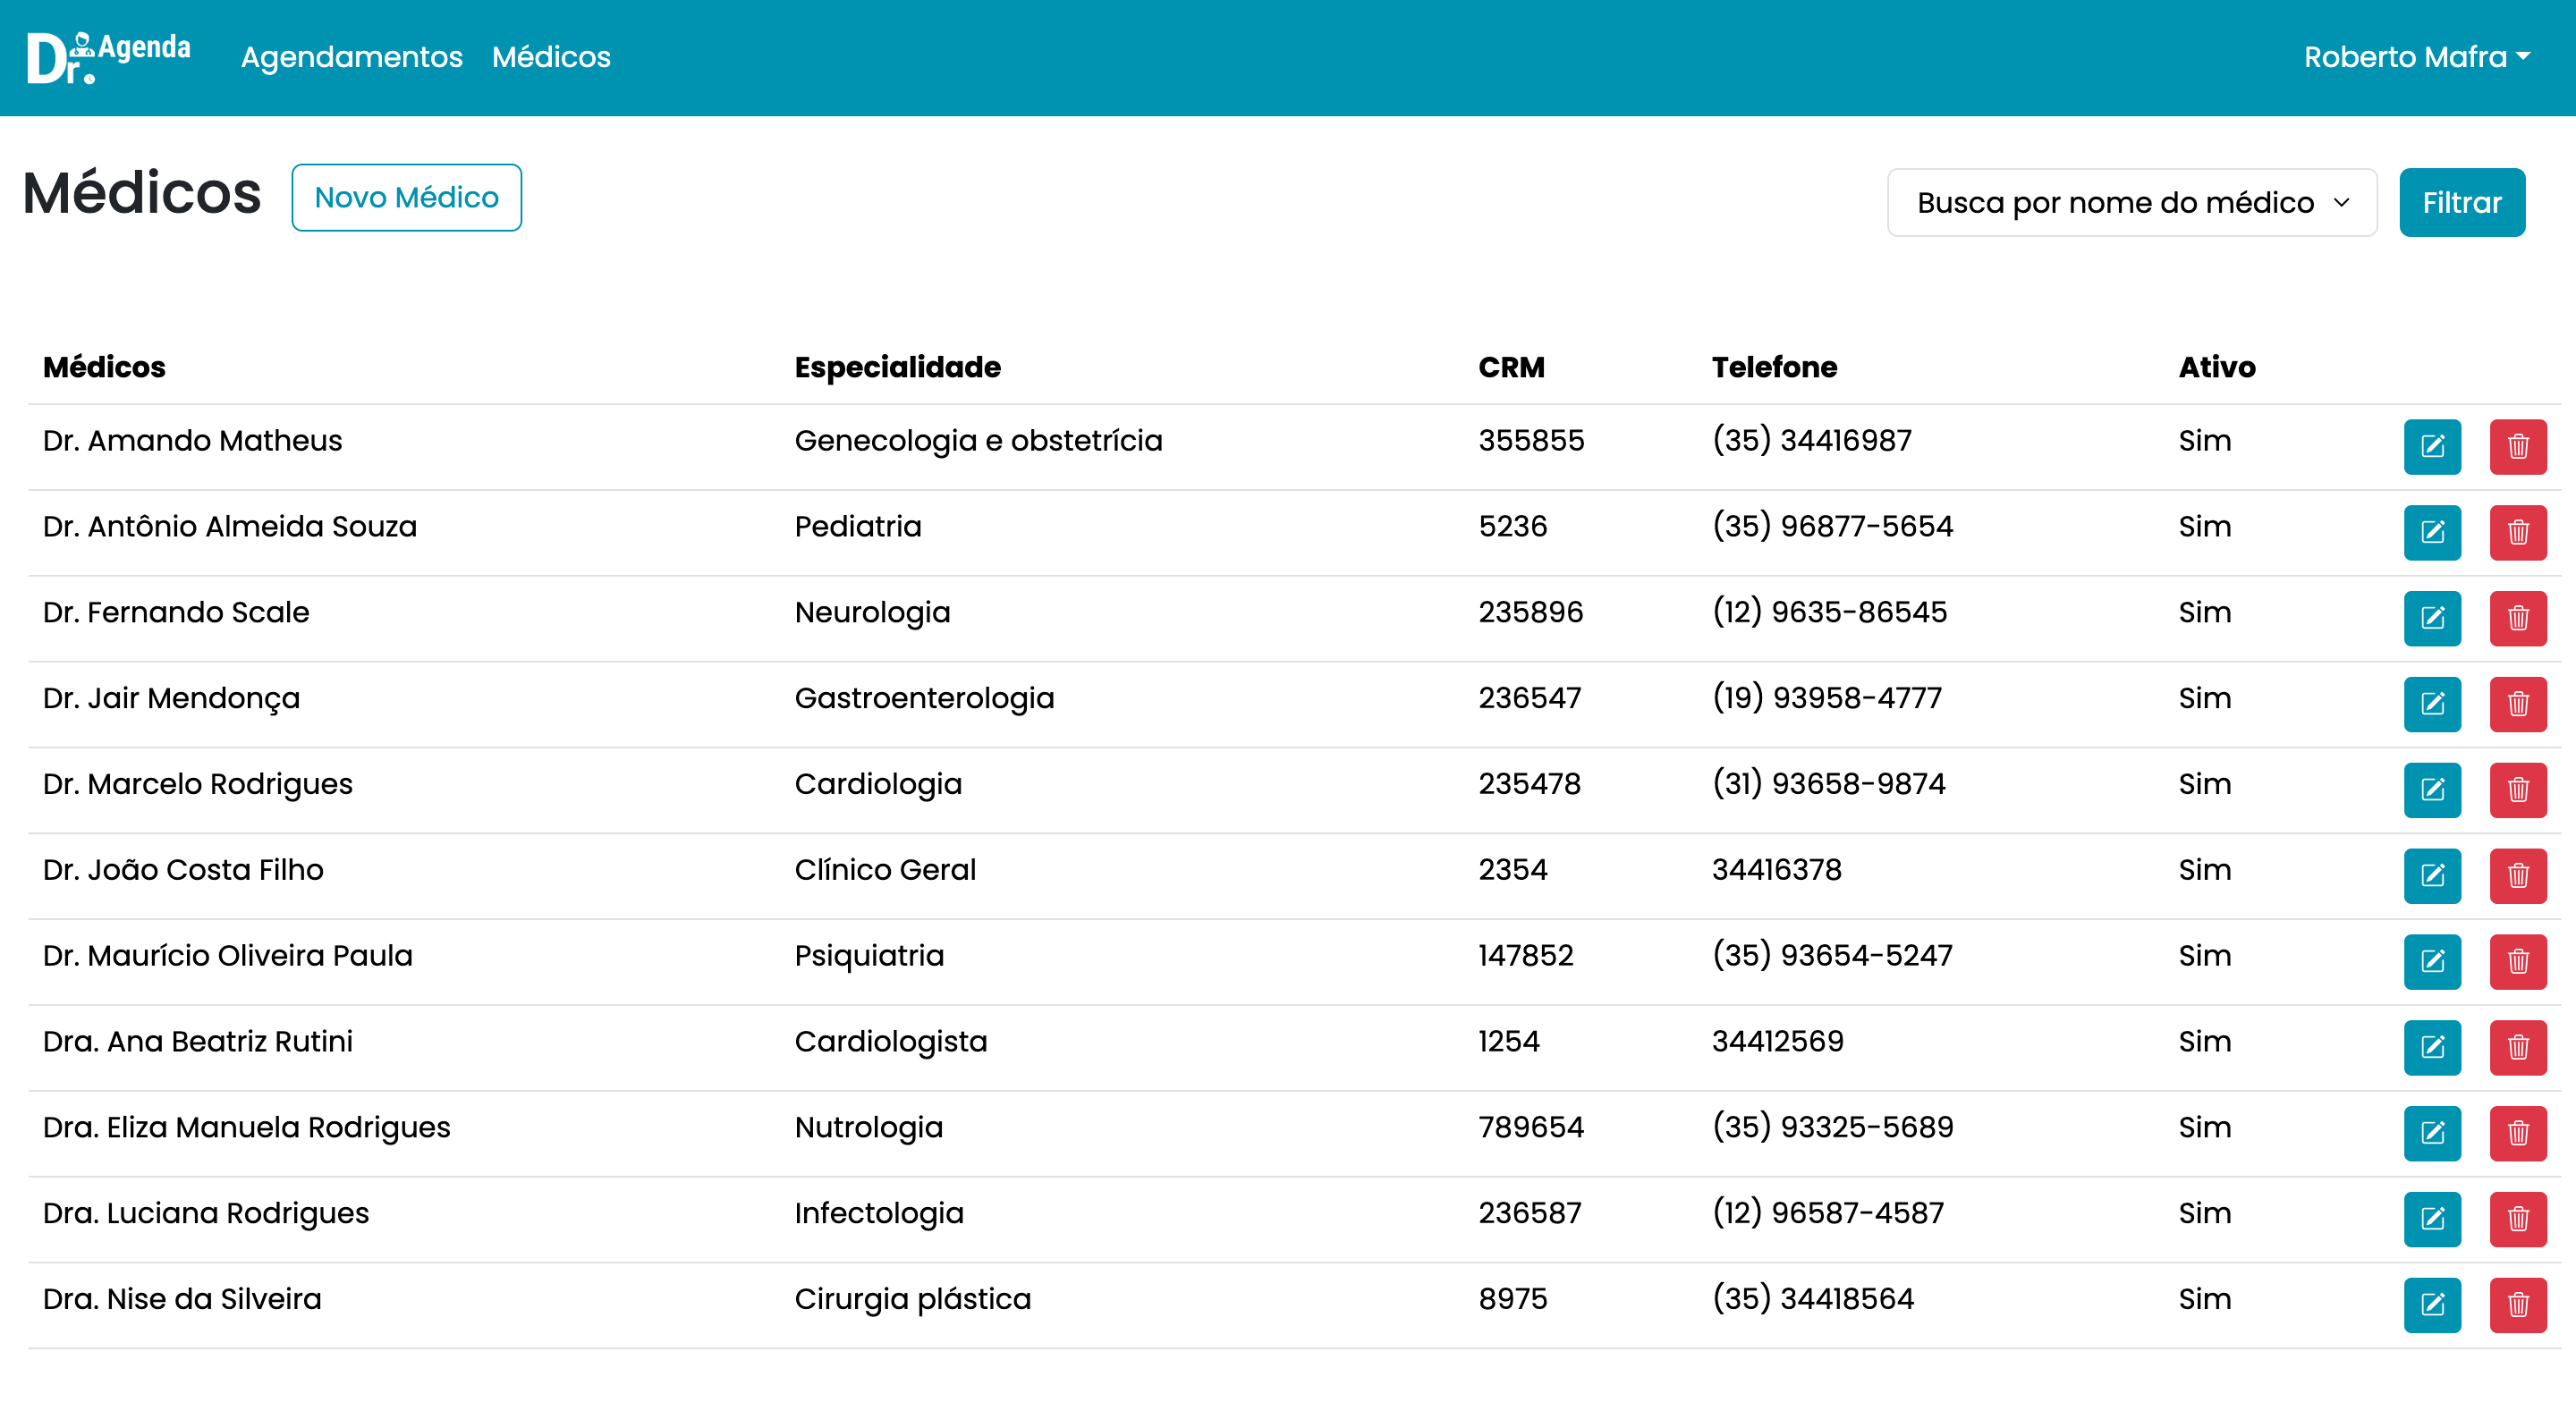 Dr. Agenda Agendamentos Médicos Roberto Mafra
Médicos Novo Médico Busca por nome do médico Filtrar
Médicos Especialidade CRM Telefone Ativo
Dr. Amando Matheus Genecologia e obstetrícia 355855 (35) 34416987 Sim
Dr. Antônio Almeida Souza Pediatria 5236 (35) 96877-5654 Sim
Dr. Fernando Scale Neurologia 235896 (12) 9635-86545 Sim
Dr. Jair Mendonça Gastroenterologia 236547 (19) 93958-4777 Sim
Dr. Marcelo Rodrigues Cardiologia 235478 (31) 93658-9874 Sim
Dr. João Costa Filho Clínico Geral 2354 34416378 Sim
Dr. Maurício Oliveira Paula Psiquiatria 147852 (35) 93654-5247 Sim
Dra. Ana Beatriz Rutini Cardiologista 1254 34412569 Sim
Dra. Eliza Manuela Rodrigues Nutrologia 789654 (35) 93325-5689 Sim
Dra. Luciana Rodrigues Infectologia 236587 (12) 96587-4587 Sim
Dra. Nise da Silveira Cirurgia plástica 8975 (35) 34418564 Sim